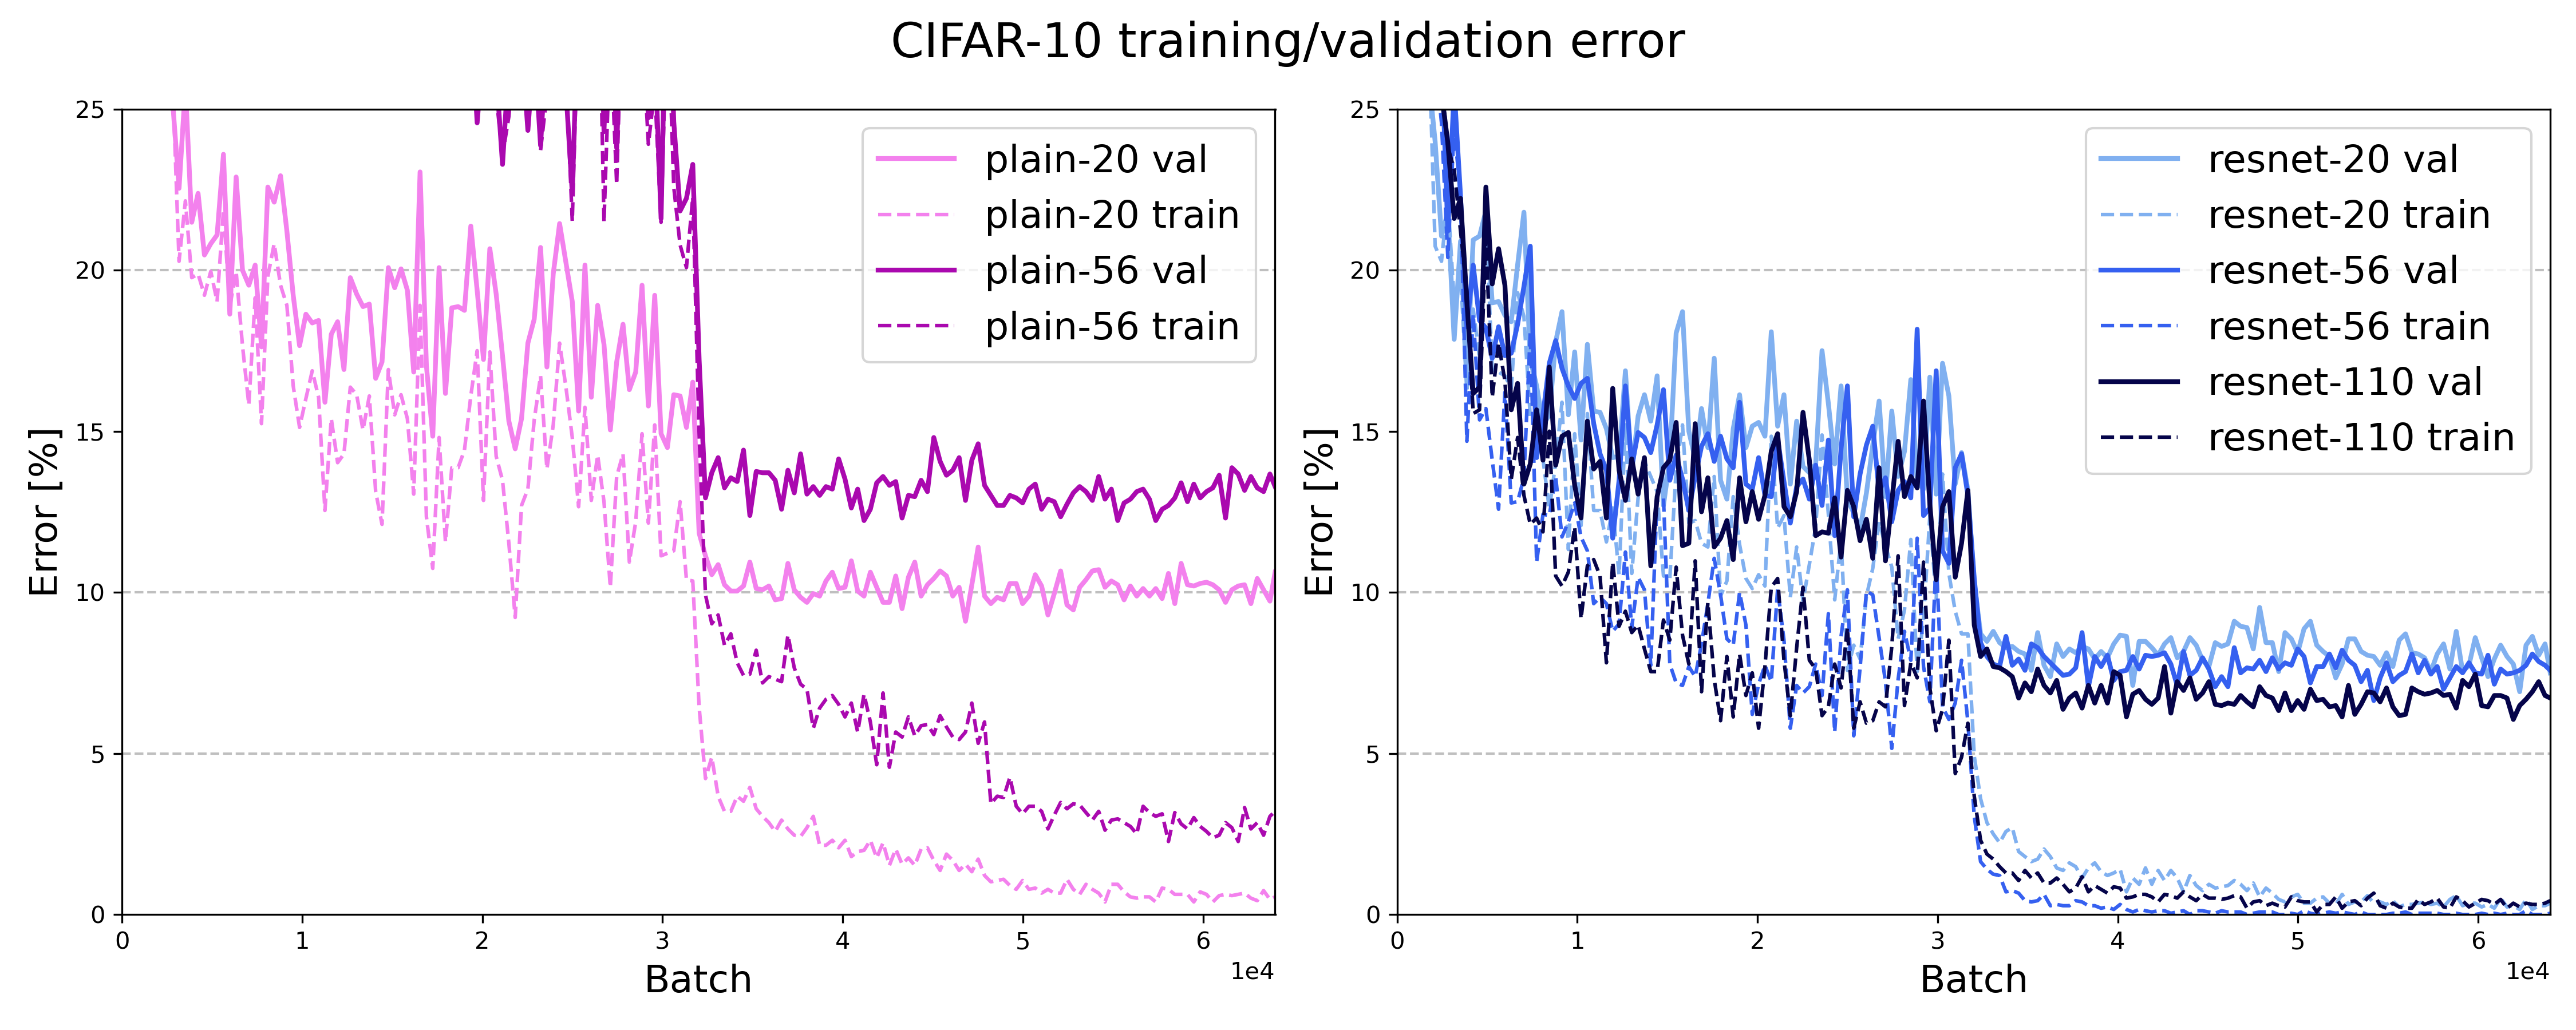 CIFAR-10 training/validation error
Error [%]
25
20
15
10
5
0
plain-20 val
plain-20 train
plain-56 val
plain-56 train
0 1 2 3 4 5 6
1e4
Batch
Error [%]
25
20
15
10
5
0
resnet-20 val
resnet-20 train
resnet-56 val
resnet-56 train
resnet-110 val
resnet-110 train
0 1 2 3 4 5 6
1e4
Batch